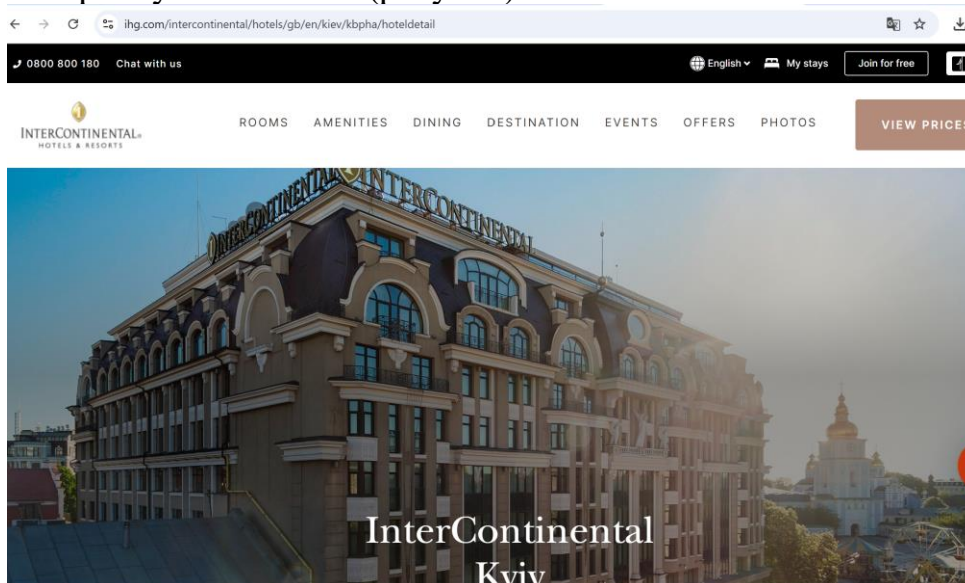 ihg.com/intercontinental/hotels/gb/en/kiev/kbpha/hoteldetail
0800 800 180 Chat with us English My stays Join for free
INTERCONTINENTAL®
HOTELS & RESORTS
ROOMS AMENITIES DINING DESTINATION EVENTS OFFERS PHOTOS VIEW PRICES
INTERCONTINENTAL INTERCONTINENTAL
InterContinental
Kyiv